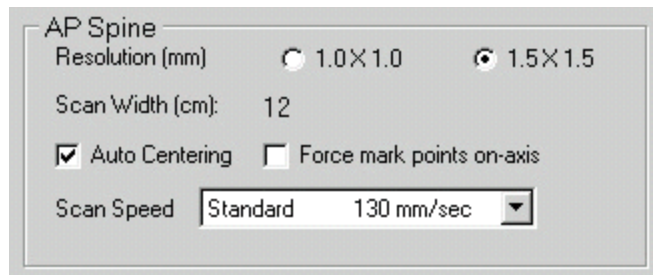 AP Spine
Resolution (mm) 1.0X1.0 1.5X1.5
Scan Width (cm): 12
Auto Centering Force mark points on-axis
Scan Speed Standard 130 mm/sec